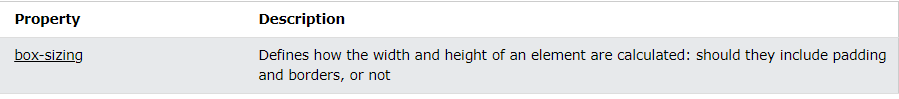 Property Description
box-sizing Defines how the width and height of an element are calculated: should they include padding
and borders, or not